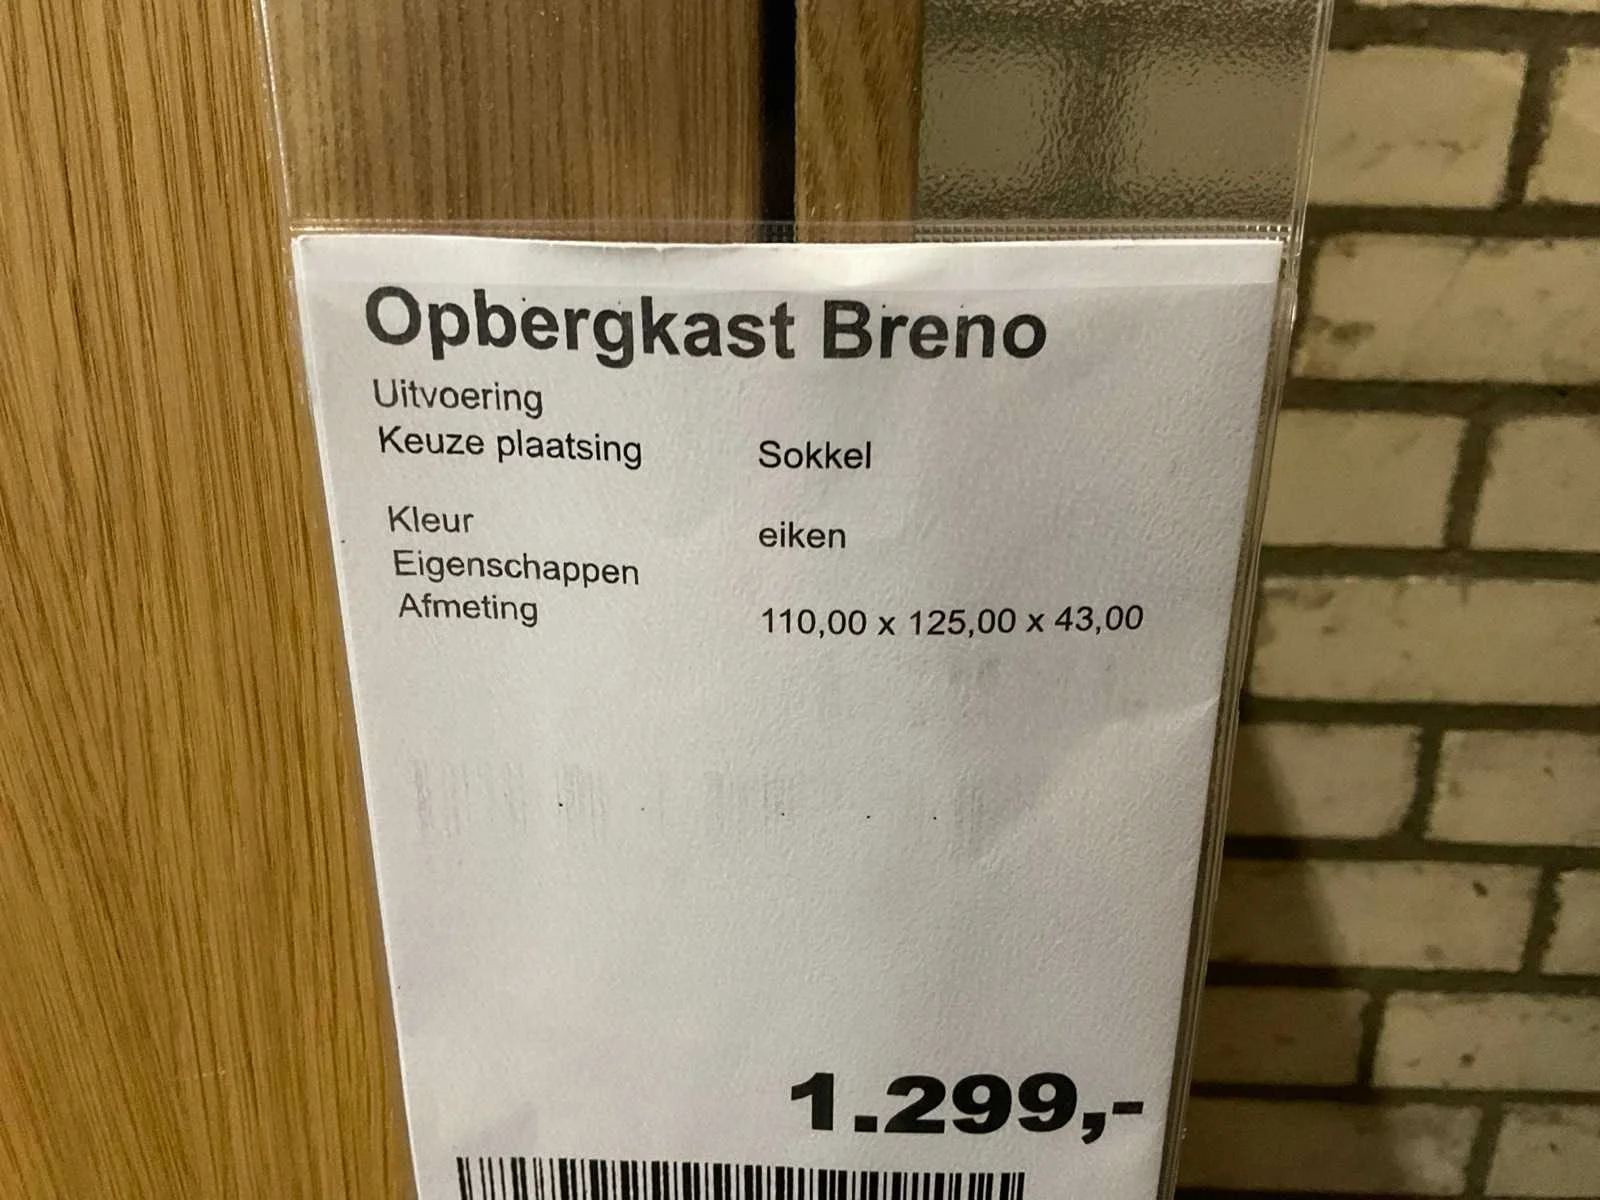 Opbergkast Breno
Uitvoering
Keuze plaatsing Sokkel
Kleur eiken
Eigenschappen
Afmeting 110,00 x 125,00 x 43,00
1.299,-